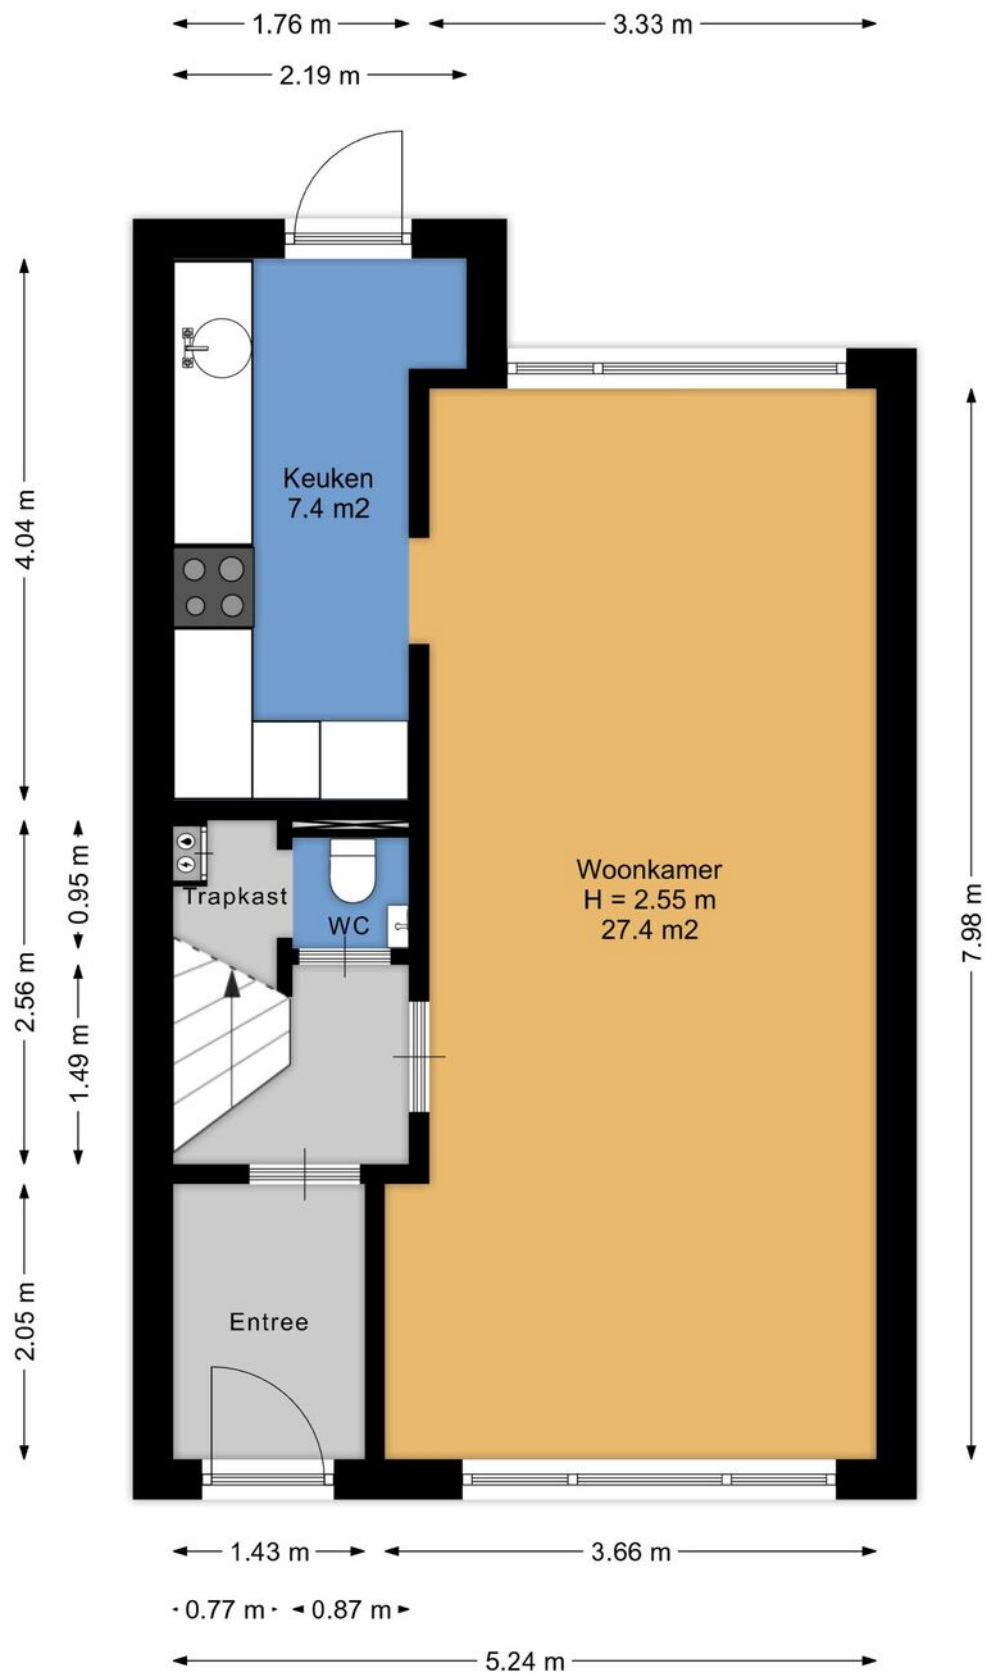 1.76 m
3.33 m
2.19 m
Keuken
7.4 m2
4.04 m
Woonkamer
H = 2.55 m
27.4 m2
0.95 m
Trapkast
WC
7.98 m
2.56 m
1.49 m
2.05 m
Entree
1.43 m
3.66 m
0.77 m
0.87 m
5.24 m